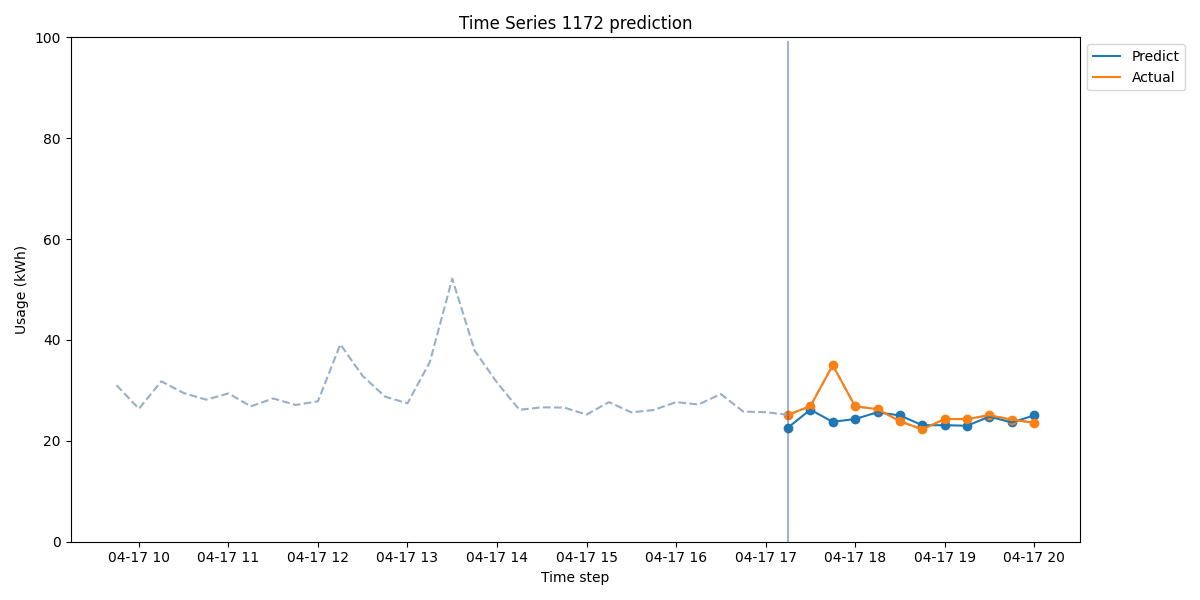 Time Series 1172 prediction
Predict
Actual
Usage (kWh)
100
80
60
40
20
0
04-17 10 04-17 11 04-17 12 04-17 13 04-17 14 04-17 15 04-17 16 04-17 17 04-17 18 04-17 19 04-17 20
Time step